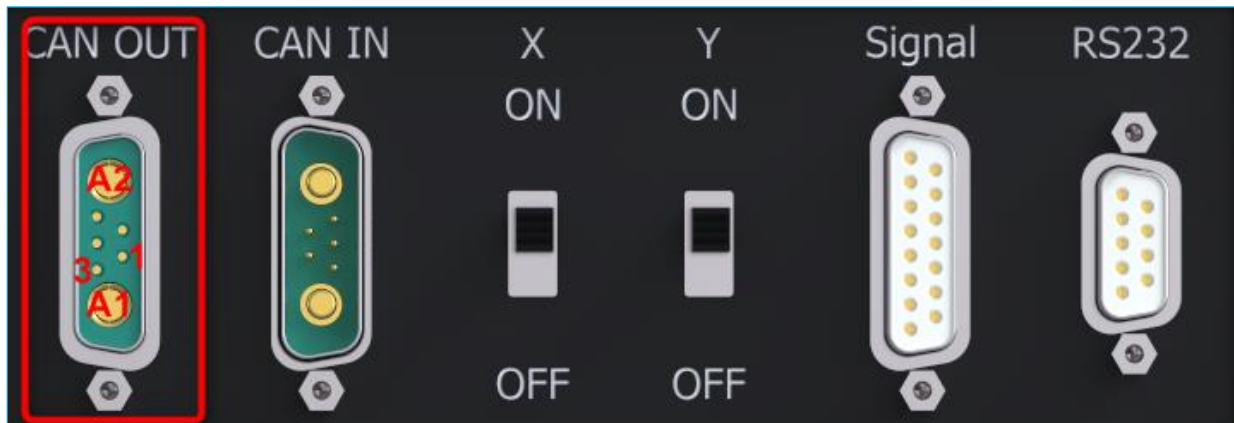 CAN OUT CAN IN X Y Signal RS232
ON ON
A2
1
3
A1
OFF OFF